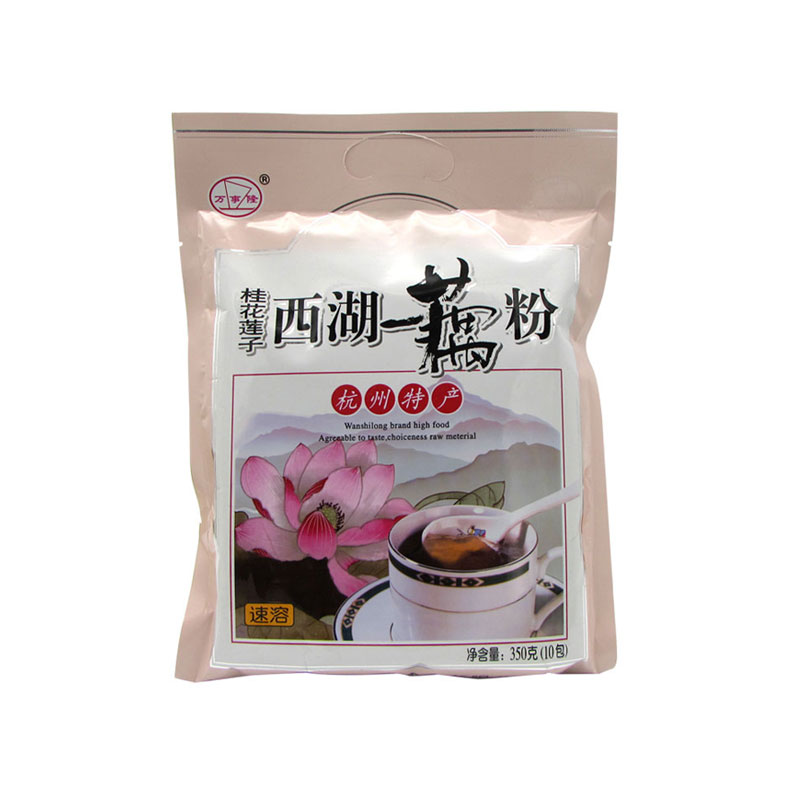 万事隆®
桂花莲子
西湖藕粉
杭州特产
Wanshilong brand high food
Agreeable to taste,choiceness raw meterial
速溶
净含量：350克(10包)